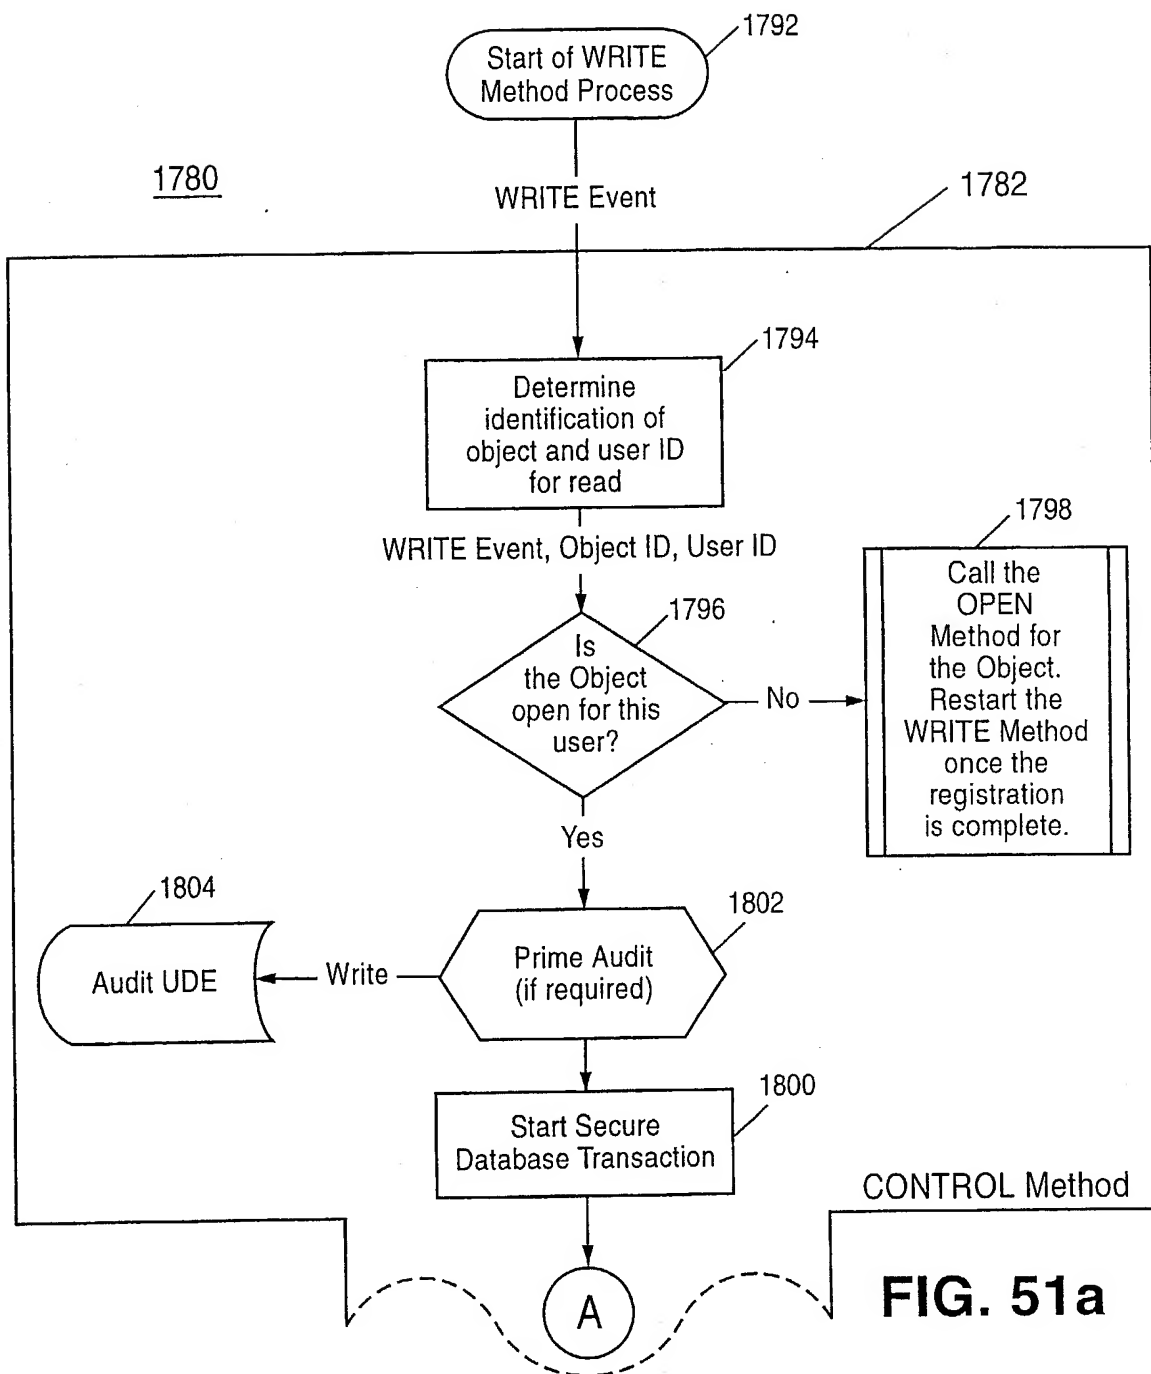 1792
Start of WRITE
Method Process
1780
WRITE Event
1782
1794
Determine
identification of
object and user ID
for read
WRITE Event, Object ID, User ID
1796
Is
the Object
open for this
user?
No
1798
Call the
OPEN
Method for
the Object.
Restart the
WRITE Method
once the
registration
is complete.
Yes
1804
Audit UDE
Write
1802
Prime Audit
(if required)
1800
Start Secure
Database Transaction
CONTROL Method
A
FIG. 51a